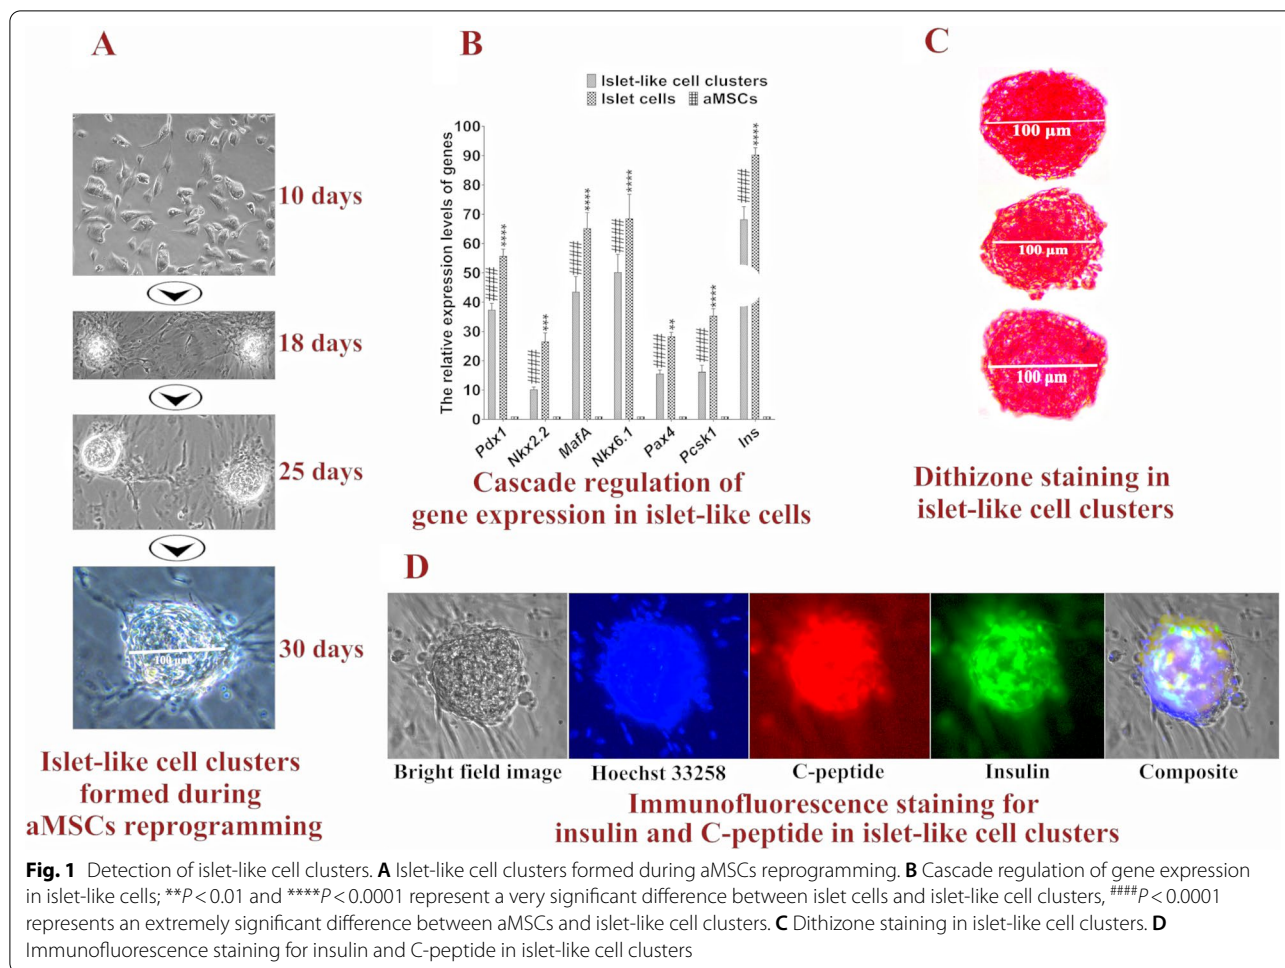 A
10 days
18 days
25 days
30 days
100 μm
Islet-like cell clusters
formed during
aMSCs reprogramming
B
Islet-like cell clusters
Islet cells aMSCs
The relative expression levels of genes
100
90
80
70
60
50
40
30
20
10
0
####
****
####
***
####
****
####
****
####
**
####
****
####
****
Pdx1
Nkx2.2
MafA
Nkx6.1
Pax4
Pcsk1
Ins
Cascade regulation of
gene expression in islet-like cells
C
100 μm
100 μm
100 μm
Dithizone staining in
islet-like cell clusters
D
Bright field image
Hoechst 33258
C-peptide
Insulin
Composite
Immunofluorescence staining for
insulin and C-peptide in islet-like cell clusters
Fig. 1 Detection of islet-like cell clusters. A Islet-like cell clusters formed during aMSCs reprogramming. B Cascade regulation of gene expression
in islet-like cells; **P<0.01 and ****P<0.0001 represent a very significant difference between islet cells and islet-like cell clusters, ####P<0.0001
represents an extremely significant difference between aMSCs and islet-like cell clusters. C Dithizone staining in islet-like cell clusters. D
Immunofluorescence staining for insulin and C-peptide in islet-like cell clusters